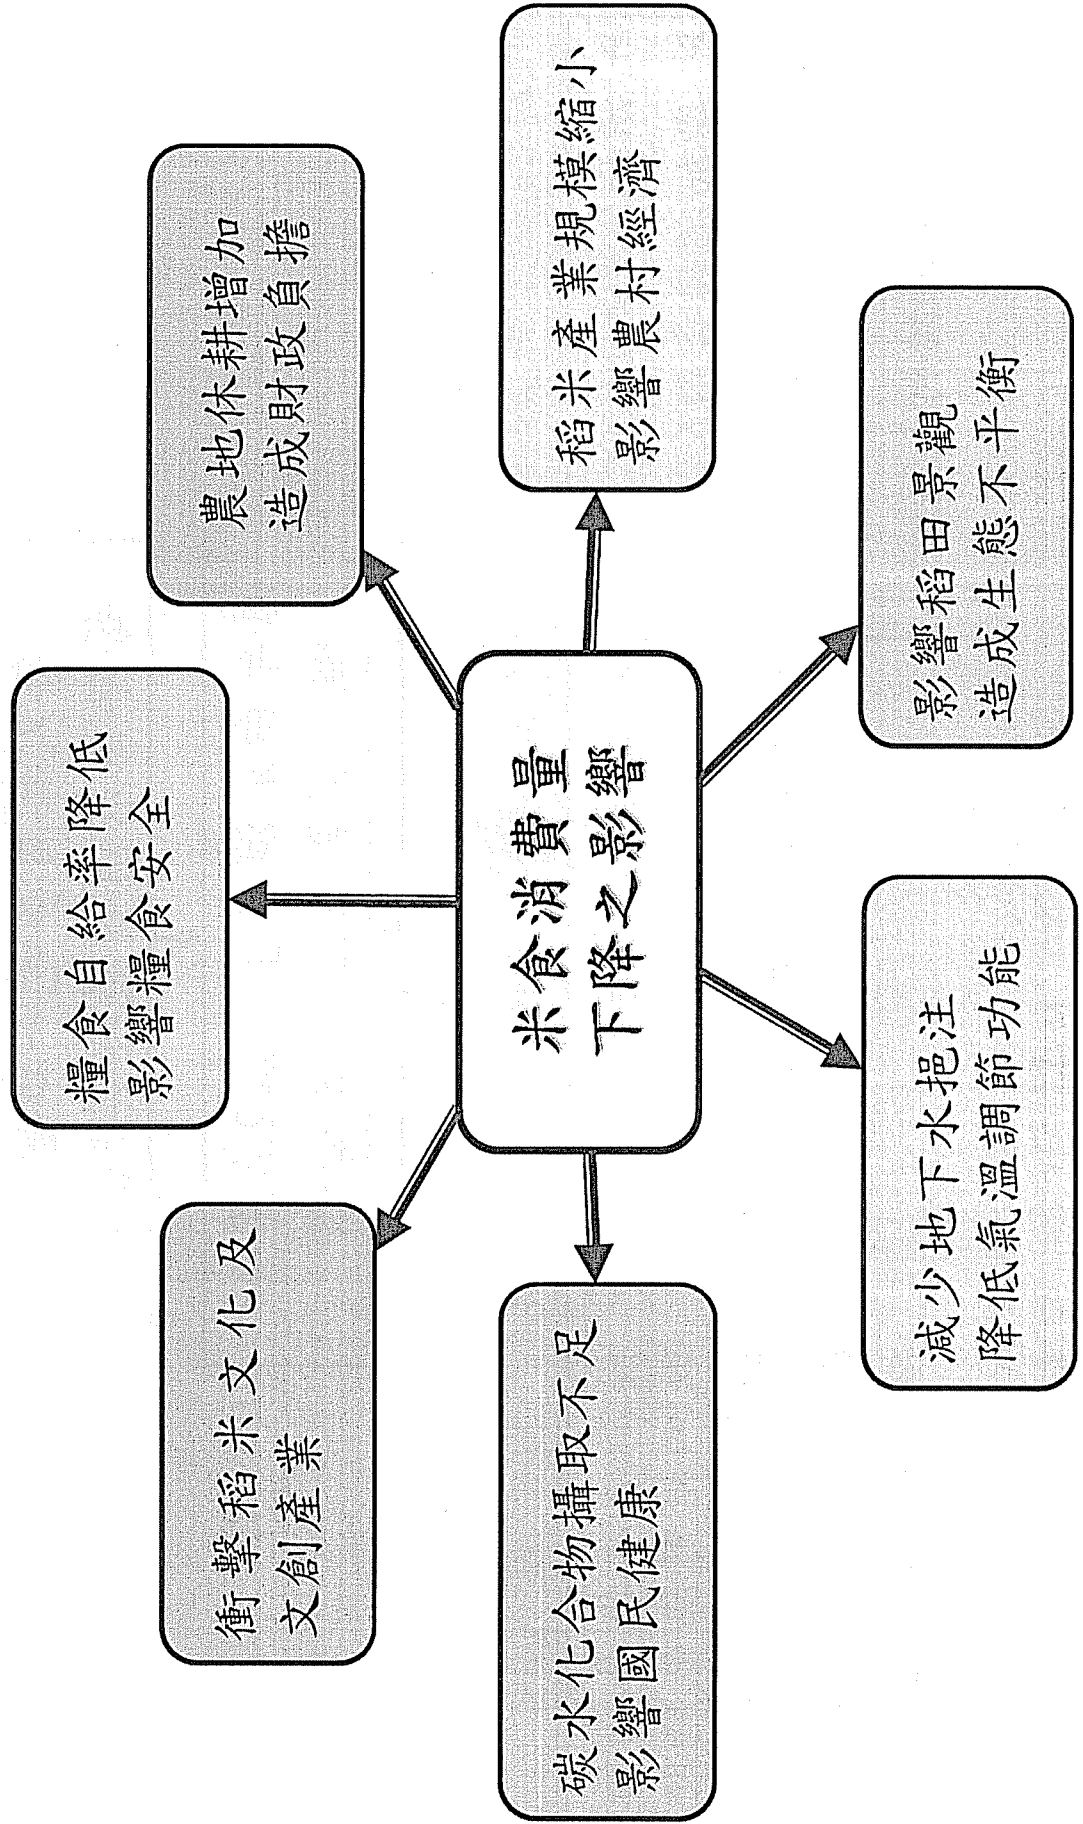 糧食自給率降低
影響糧食安全
農地休耕增加
造成財政負擔
稻米產業規模縮小
影響農村經濟
影響稻田景觀
造成生態不平衡
減少地下水挹注
降低氣溫調節功能
碳水化合物攝取不足
影響國民健康
衝擊稻米文化及
文創產業
米食消費量
下降之影響